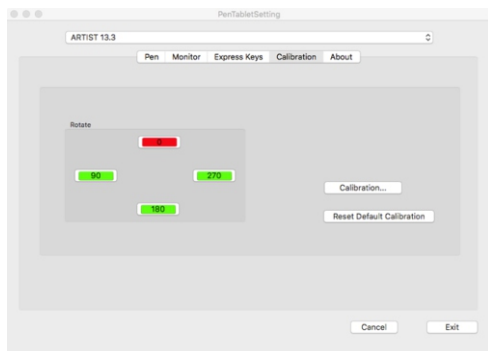 PenTabletSetting
ARTIST 13.3
Pen Monitor Express Keys Calibration About
Rotate
0
90 270
180
Calibration...
Reset Default Calibration
Cancel Exit